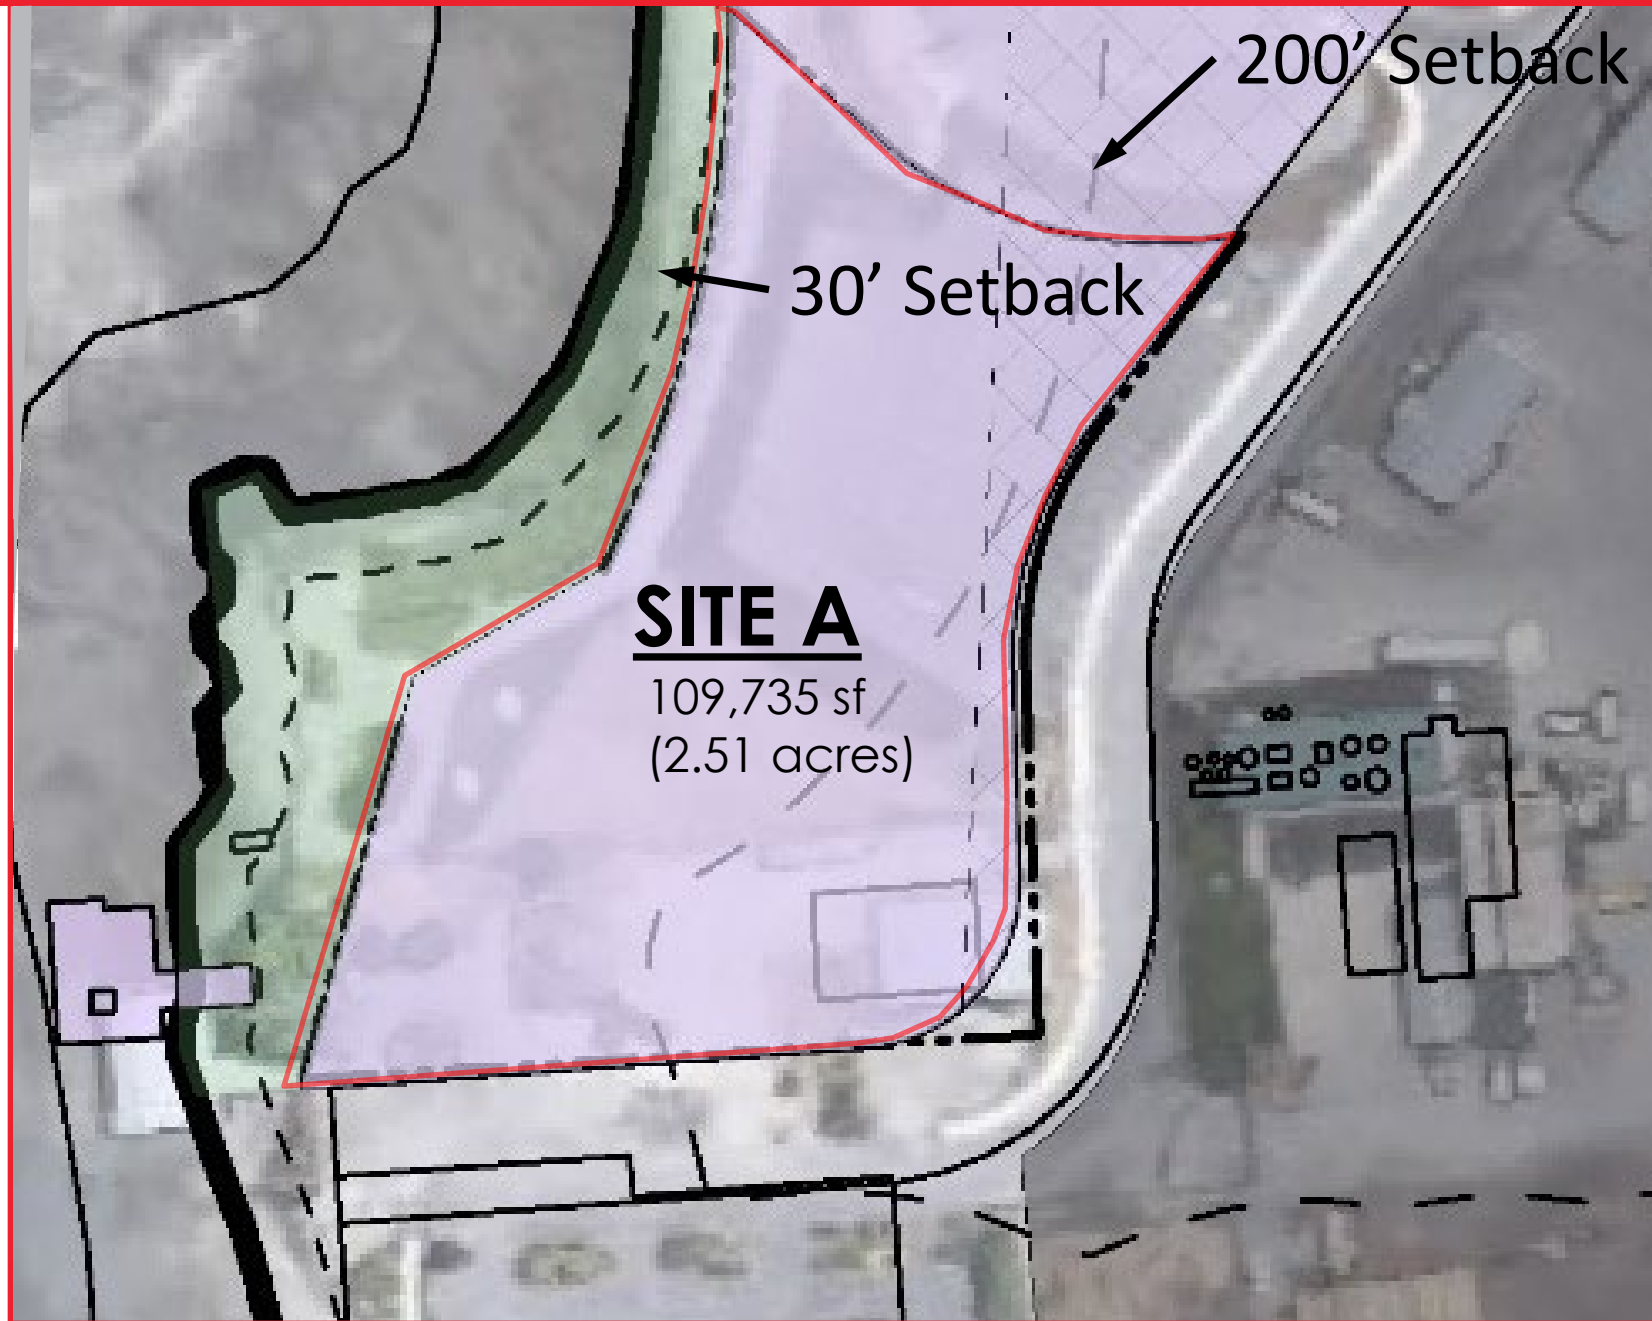 200’ Setback
30’ Setback
SITE A
109,735 sf
(2.51 acres)